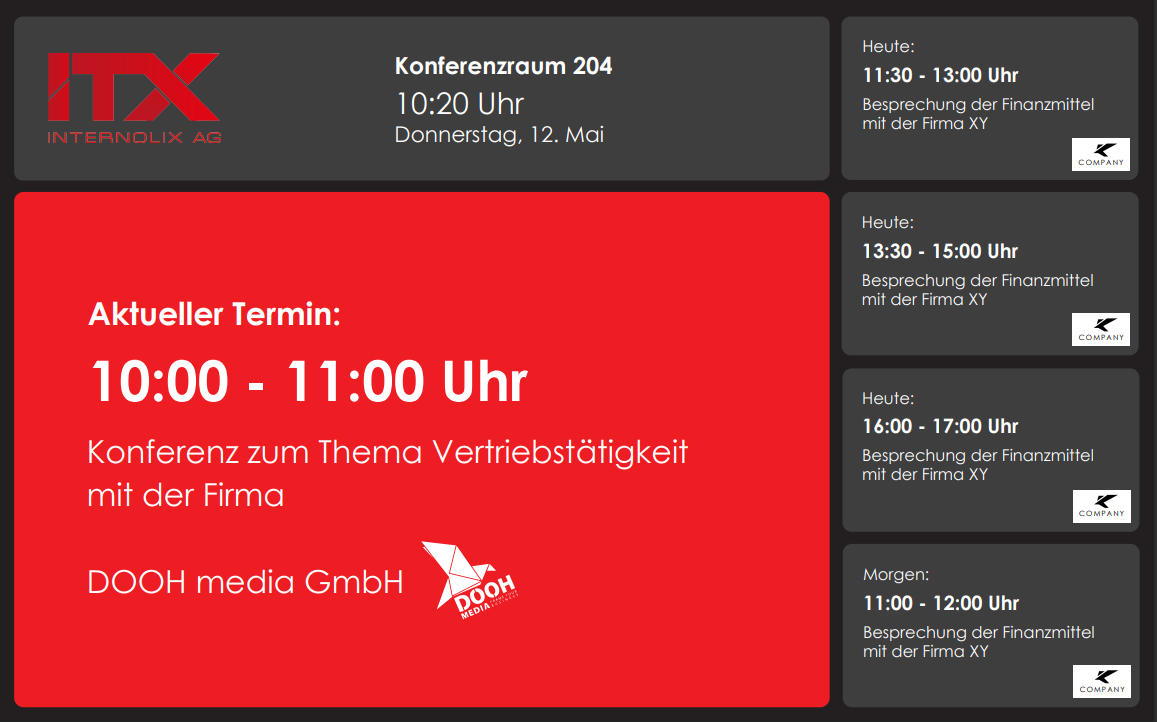 ITX
INTERNOLIX AG
Konferenzraum 204
10:20 Uhr
Donnerstag, 12. Mai
Aktueller Termin:
10:00 - 11:00 Uhr
Konferenz zum Thema Vertriebstätigkeit
mit der Firma
DOOH media GmbH
DOOH
MEDIA
Heute:
11:30 - 13:00 Uhr
Besprechung der Finanzmittel
mit der Firma XY
COMPANY
Heute:
13:30 - 15:00 Uhr
Besprechung der Finanzmittel
mit der Firma XY
COMPANY
Heute:
16:00 - 17:00 Uhr
Besprechung der Finanzmittel
mit der Firma XY
COMPANY
Morgen:
11:00 - 12:00 Uhr
Besprechung der Finanzmittel
mit der Firma XY
COMPANY